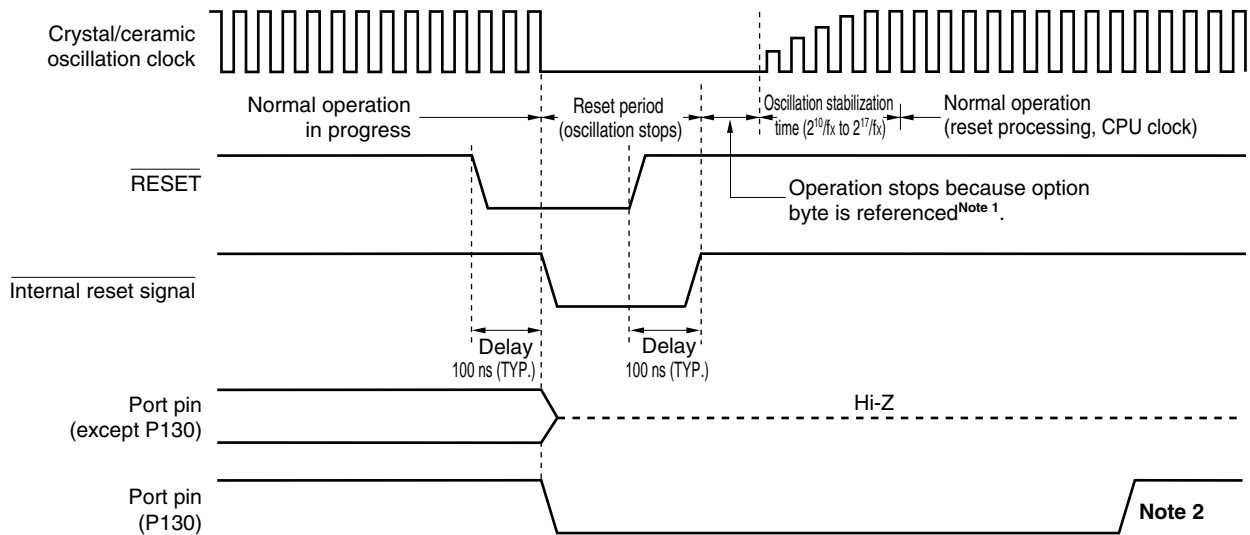 Crystal/ceramic
oscillation clock
Normal operation
in progress
Reset period
(oscillation stops)
Oscillation stabilization
time (2¹⁰/fx to 2¹⁷/fx)
Normal operation
(reset processing, CPU clock)
RESET
Operation stops because option
byte is referenced Note 1.
Internal reset signal
Delay
100 ns (TYP.)
Delay
100 ns (TYP.)
Port pin
(except P130)
Hi-Z
Port pin
(P130)
Note 2